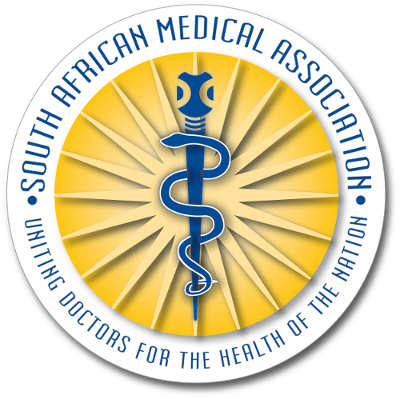 SOUTH AFRICAN MEDICAL ASSOCIATION
UNITING DOCTORS FOR THE HEALTH OF THE NATION